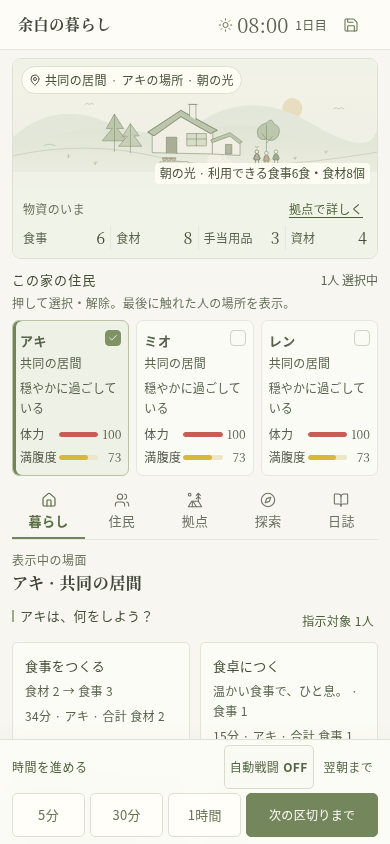 余白の暮らし 08:00 1日目
共同の居間 · アキの場所 · 朝の光
朝の光 · 利用できる食事6食・食材8個
物資のいま 拠点で詳しく
食事 6 食材 8 手当用品 3 資材 4
この家の住民 1人 選択中
押して選択・解除。最後に触れた人の場所を表示。
アキ
共同の居間
穏やかに過ごして
いる
体力 100
満腹度 73
ミオ
共同の居間
穏やかに過ごして
いる
体力 100
満腹度 73
レン
共同の居間
穏やかに過ごして
いる
体力 100
満腹度 73
暮らし 住民 拠点 探索 日誌
表示中の場面
アキ · 共同の居間
アキは、何をしよう？ 指示対象 1人
食事をつくる
食材 2 → 食事 3
34分 · アキ · 合計 食材 2
食卓につく
温かい食事で、ひと息。 ·
食事 1
15分 · アキ · 合計 食事 1
時間を進める 自動戦闘 OFF 翌朝まで
5分 30分 1時間 次の区切りまで